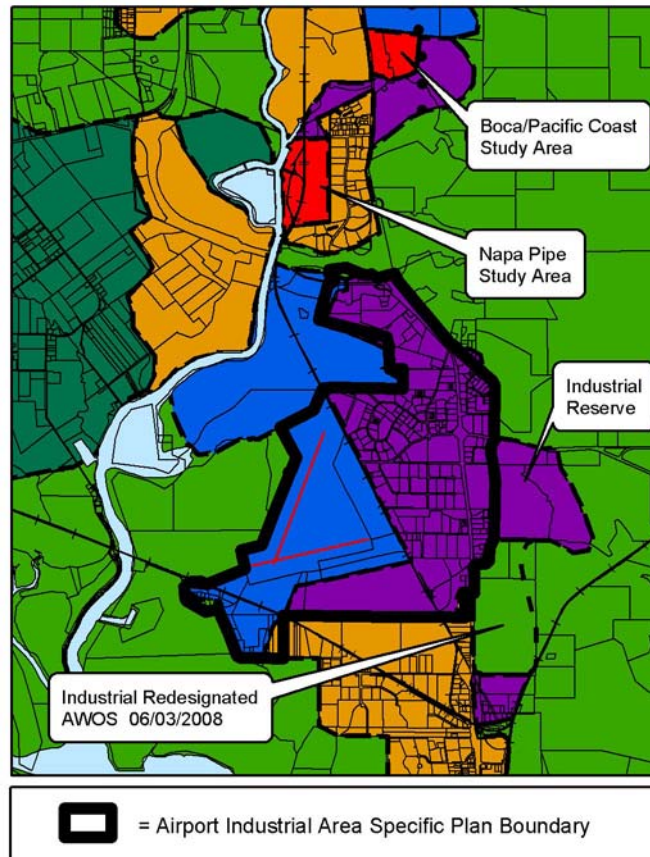 Boca/Pacific Coast
Study Area
Napa Pipe
Study Area
Industrial
Reserve
Industrial Redesignated
AWOS 06/03/2008
= Airport Industrial Area Specific Plan Boundary